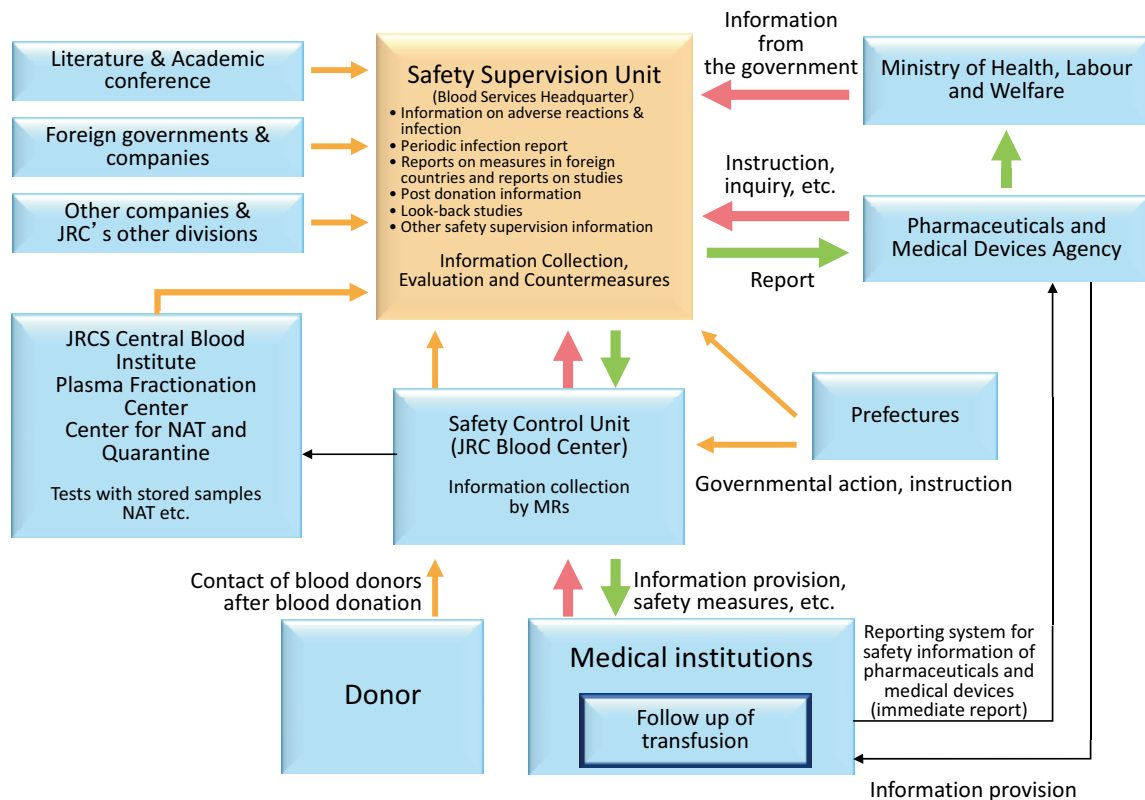 Literature & Academic
conference
Foreign governments &
companies
Other companies &
JRC's other divisions
Safety Supervision Unit
(Blood Services Headquarter)
• Information on adverse reactions &
infection
• Periodic infection report
• Reports on measures in foreign
countries and reports on studies
• Post donation information
• Look-back studies
• Other safety supervision information
Information Collection,
Evaluation and Countermeasures
Information
from
the government
Ministry of Health, Labour
and Welfare
Instruction,
inquiry, etc.
Report
Pharmaceuticals and
Medical Devices Agency
JRCS Central Blood
Institute
Plasma Fractionation
Center
Center for NAT and
Quarantine
Tests with stored samples
NAT etc.
Safety Control Unit
(JRC Blood Center)
Information collection
by MRs
Prefectures
Governmental action, instruction
Contact of blood donors
after blood donation
Information provision,
safety measures, etc.
Donor
Medical institutions
Follow up of
transfusion
Reporting system for
safety information of
pharmaceuticals and
medical devices
(immediate report)
Information provision